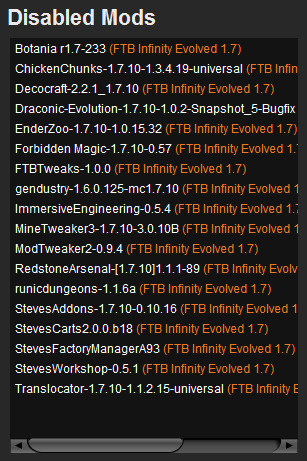 Disabled Mods
Botania r1.7-233 (FTB Infinity Evolved 1.7)
ChickenChunks-1.7.10-1.3.4.19-universal (FTB Infin
Decocraft-2.2.1_1.7.10 (FTB Infinity Evolved 1.7)
Draconic-Evolution-1.7.10-1.0.2-Snapshot_5-Bugfix
EnderZoo-1.7.10-1.0.15.32 (FTB Infinity Evolved 1.7)
Forbidden Magic-1.7.10-0.57 (FTB Infinity Evolved 1.7
FTBTweaks-1.0.0 (FTB Infinity Evolved 1.7)
gendustry-1.6.0.125-mc1.7.10 (FTB Infinity Evolved 1
ImmersiveEngineering-0.5.4 (FTB Infinity Evolved 1.7
MineTweaker3-1.7.10-3.0.10B (FTB Infinity Evolved 1.
ModTweaker2-0.9.4 (FTB Infinity Evolved 1.7)
RedstoneArsenal-[1.7.10]1.1.1-89 (FTB Infinity Evolv
runicdungeons-1.1.6a (FTB Infinity Evolved 1.7)
StevesAddons-1.7.10-0.10.16 (FTB Infinity Evolved 1.
StevesCarts2.0.0.b18 (FTB Infinity Evolved 1.7)
StevesFactoryManagerA93 (FTB Infinity Evolved 1.7)
StevesWorkshop-0.5.1 (FTB Infinity Evolved 1.7)
Translocator-1.7.10-1.1.2.15-universal (FTB Infinity E